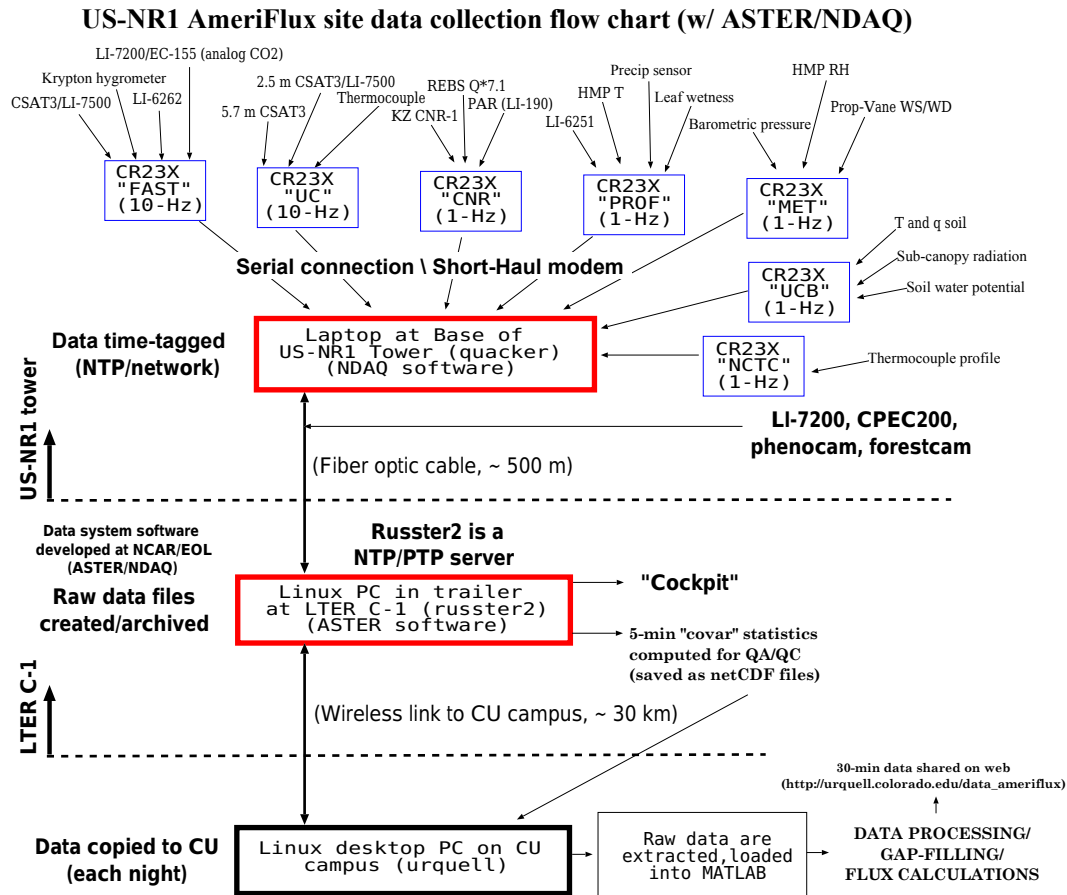 US-NR1 AmeriFlux site data collection flow chart (w/ ASTER/NDAQ)
LI-7200/EC-155 (analog CO2)
Krypton hygrometer
CSAT3/LI-7500
LI-6262
2.5 m CSAT3/LI-7500
Thermocouple
5.7 m CSAT3
REBS Q*7.1
PAR (LI-190)
KZ CNR-1
Precip sensor
HMP T
Leaf wetness
LI-6251
HMP RH
Prop-Vane WS/WD
Barometric pressure
CR23X
"FAST"
(10-Hz)
CR23X
"UC"
(10-Hz)
CR23X
"CNR"
(1-Hz)
CR23X
"PROF"
(1-Hz)
CR23X
"MET"
(1-Hz)
T and q soil
Sub-canopy radiation
Soil water potential
CR23X
"UCB"
(1-Hz)
Serial connection \ Short-Haul modem
Data time-tagged
(NTP/network)
Laptop at Base of
US-NR1 Tower (quacker)
(NDAQ software)
CR23X
"NCTC"
(1-Hz)
Thermocouple profile
US-NR1 tower
LI-7200, CPEC200,
phenocam, forestcam
(Fiber optic cable, ~ 500 m)
Data system software
developed at NCAR/EOL
(ASTER/NDAQ)
Russter2 is a
NTP/PTP server
Raw data files
created/archived
Linux PC in trailer
at LTER C-1 (russter2)
(ASTER software)
"Cockpit"
5-min "covar" statistics
computed for QA/QC
(saved as netCDF files)
LTER C-1
(Wireless link to CU campus, ~ 30 km)
30-min data shared on web
(http://urquell.colorado.edu/data_ameriflux)
Data copied to CU
(each night)
Linux desktop PC on CU
campus (urquell)
Raw data are
extracted,loaded
into MATLAB
DATA PROCESSING/
GAP-FILLING/
FLUX CALCULATIONS